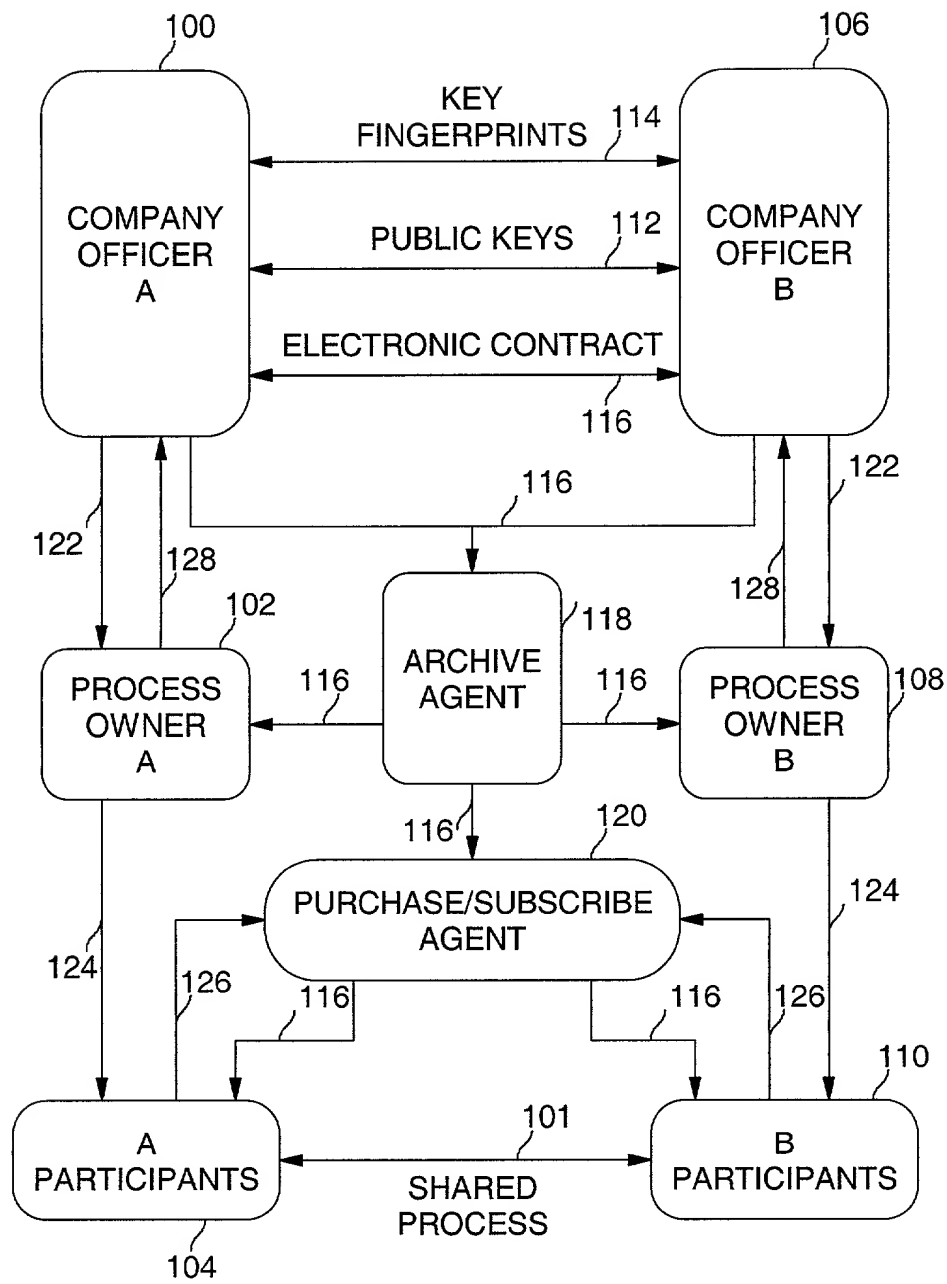 100
106
KEY
FINGERPRINTS
114
COMPANY
OFFICER
A
COMPANY
OFFICER
B
PUBLIC KEYS
112
ELECTRONIC CONTRACT
116
116
122
128
122
128
102
118
ARCHIVE
AGENT
PROCESS
OWNER
A
116
116
PROCESS
OWNER
B
108
116
120
PURCHASE/SUBSCRIBE
AGENT
124
124
126
116
116
126
110
A
PARTICIPANTS
101
B
PARTICIPANTS
SHARED
PROCESS
104